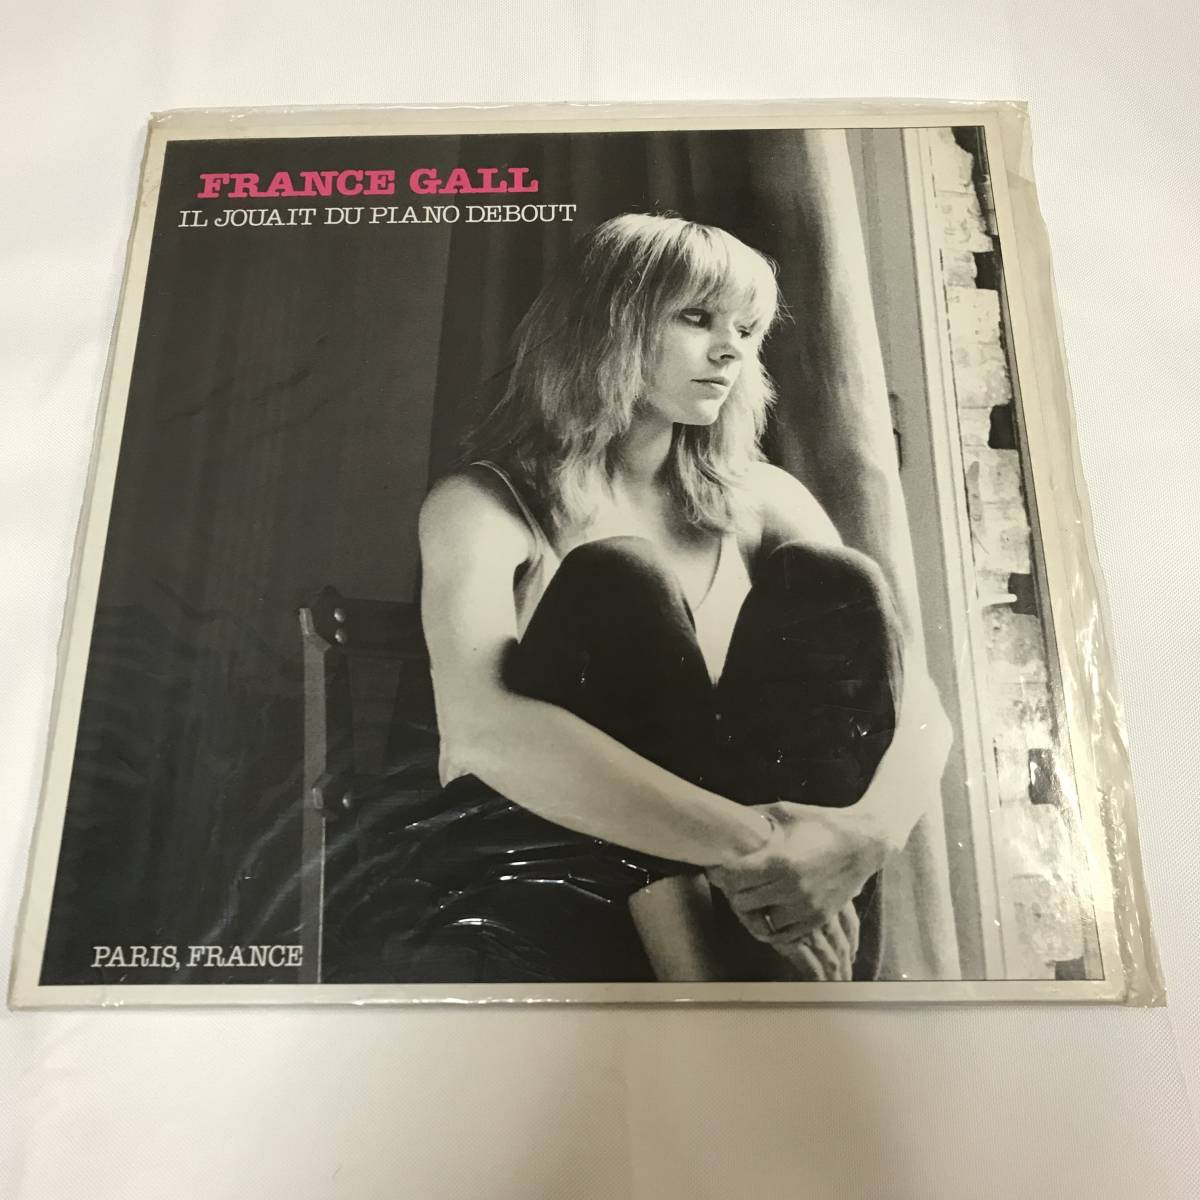 FRANCE GALL
IL JOUAIT DU PIANO DEBOUT
PARIS, FRANCE